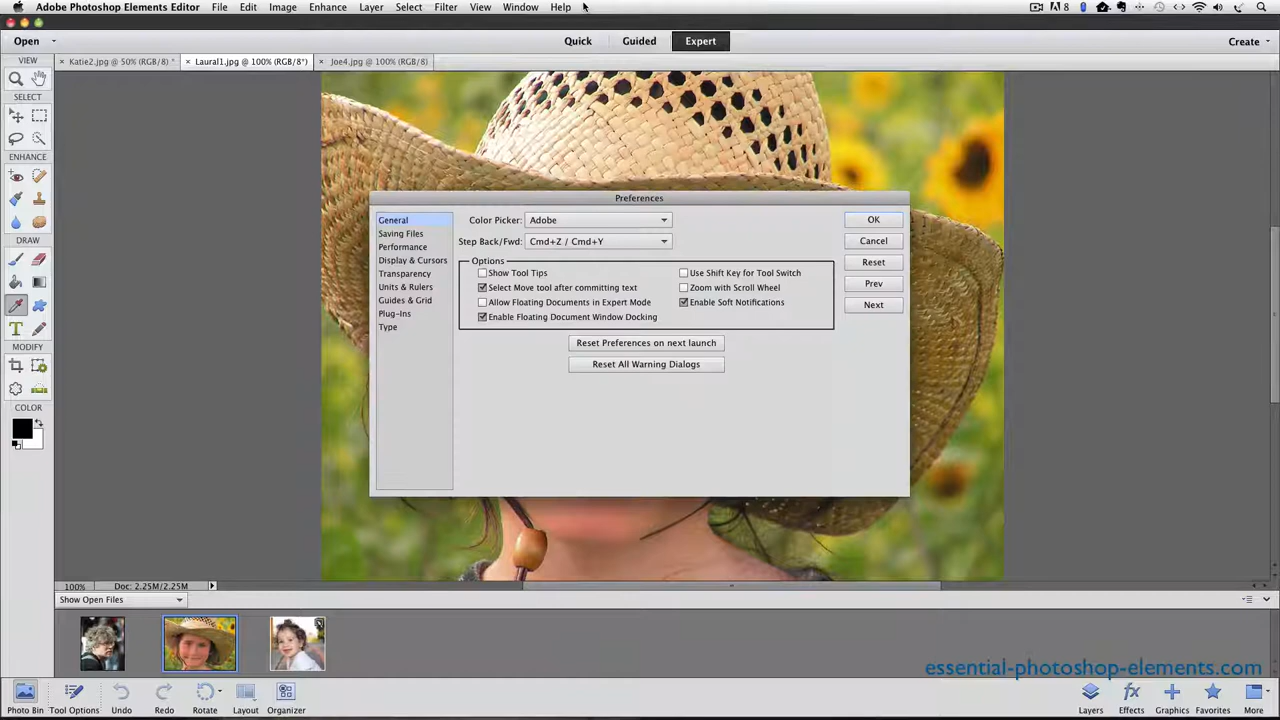 Adobe Photoshop Elements Editor File Edit Image Enhance Layer Select Filter View Window Help 8
Open Quick Guided Expert Create
VIEW × Katie2.jpg @ 50% (RGB/8) * × Laural1.jpg @ 100% (RGB/8*) × Joe4.jpg @ 100% (RGB/8)
SELECT
ENHANCE
DRAW
MODIFY
COLOR
Preferences
General
Saving Files
Performance
Display & Cursors
Transparency
Units & Rulers
Guides & Grid
Plug-Ins
Type
Color Picker: Adobe
Step Back/Fwd: Cmd+Z / Cmd+Y
Options
Show Tool Tips
Select Move tool after committing text
Allow Floating Documents in Expert Mode
Enable Floating Document Window Docking
Use Shift Key for Tool Switch
Zoom with Scroll Wheel
Enable Soft Notifications
Reset Preferences on next launch
Reset All Warning Dialogs
OK
Cancel
Reset
Prev
Next
100% Doc: 2.25M/2.25M
Show Open Files
essential-photoshop-elements.com
Photo Bin Tool Options Undo Redo Rotate Layout Organizer Layers Effects Graphics Favorites More